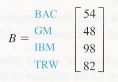 B =
BAC 54
GM 48
IBM 98
TRW 82